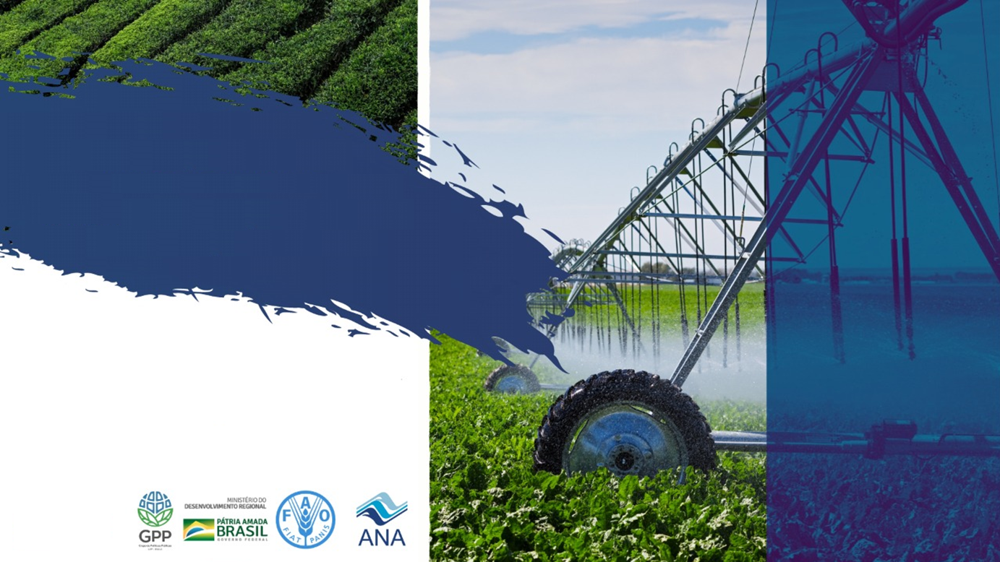 GPP
MINISTÉRIO DO
DESENVOLVIMENTO REGIONAL
PÁTRIA AMADA
BRASIL
GOVERNO FEDERAL
FAO
FIAT PANIS
ANA